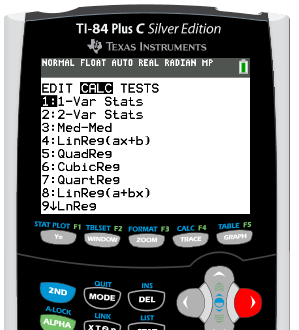 TI-84 Plus C Silver Edition
TEXAS INSTRUMENTS
NORMAL FLOAT AUTO REAL RADIAN MP
EDIT CALC TESTS
1:1-Var Stats
2:2-Var Stats
3:Med-Med
4:LinReg(ax+b)
5:QuadReg
6:CubicReg
7:QuartReg
8:LinReg(a+bx)
9↓LnReg
STAT PLOT F1 TBLSET F2 FORMAT F3 CALC F4 TABLE F5
Y= WINDOW ZOOM TRACE GRAPH
QUIT INS
2ND MODE DEL
A-LOCK LINK LIST
ALPHA